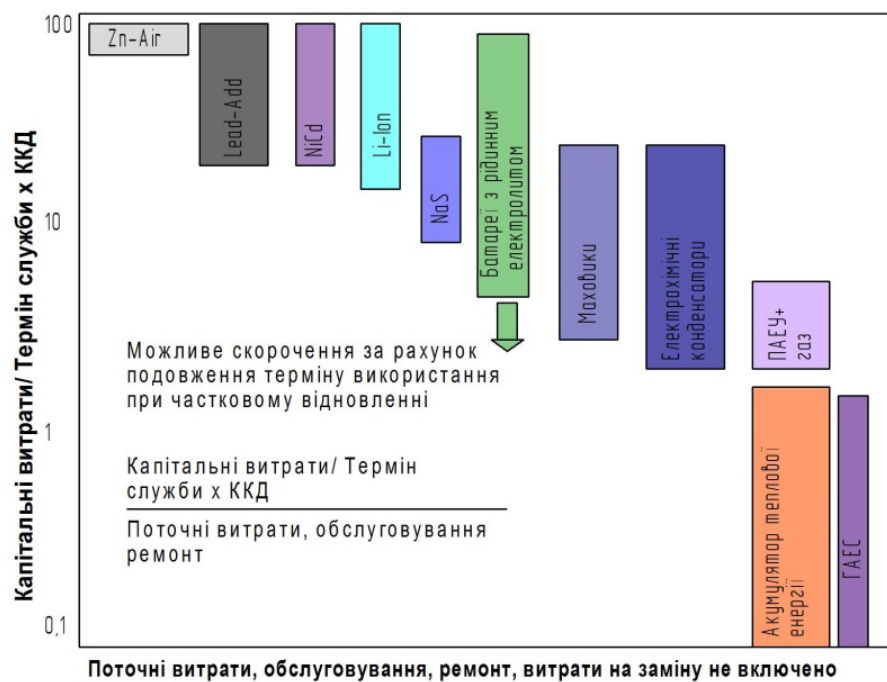 Капітальні витрати/ Термін служби х ККД
100
10
1
0,1
Zn-Air
Lead-Add
NiCd
Li-Ion
NaS
Батареї з рідинним
електролитом
Маховики
Електрохімічні
конденсатори
ПАЕУ+
газ
Акумулятор теплової
енергії
ГАЕС
Можливе скорочення за рахунок
подовження терміну використання
при частковому відновленні
Капітальні витрати/ Термін
служби х ККД
Поточні витрати, обслуговування
ремонт
Поточні витрати, обслуговування, ремонт, витрати на заміну не включено